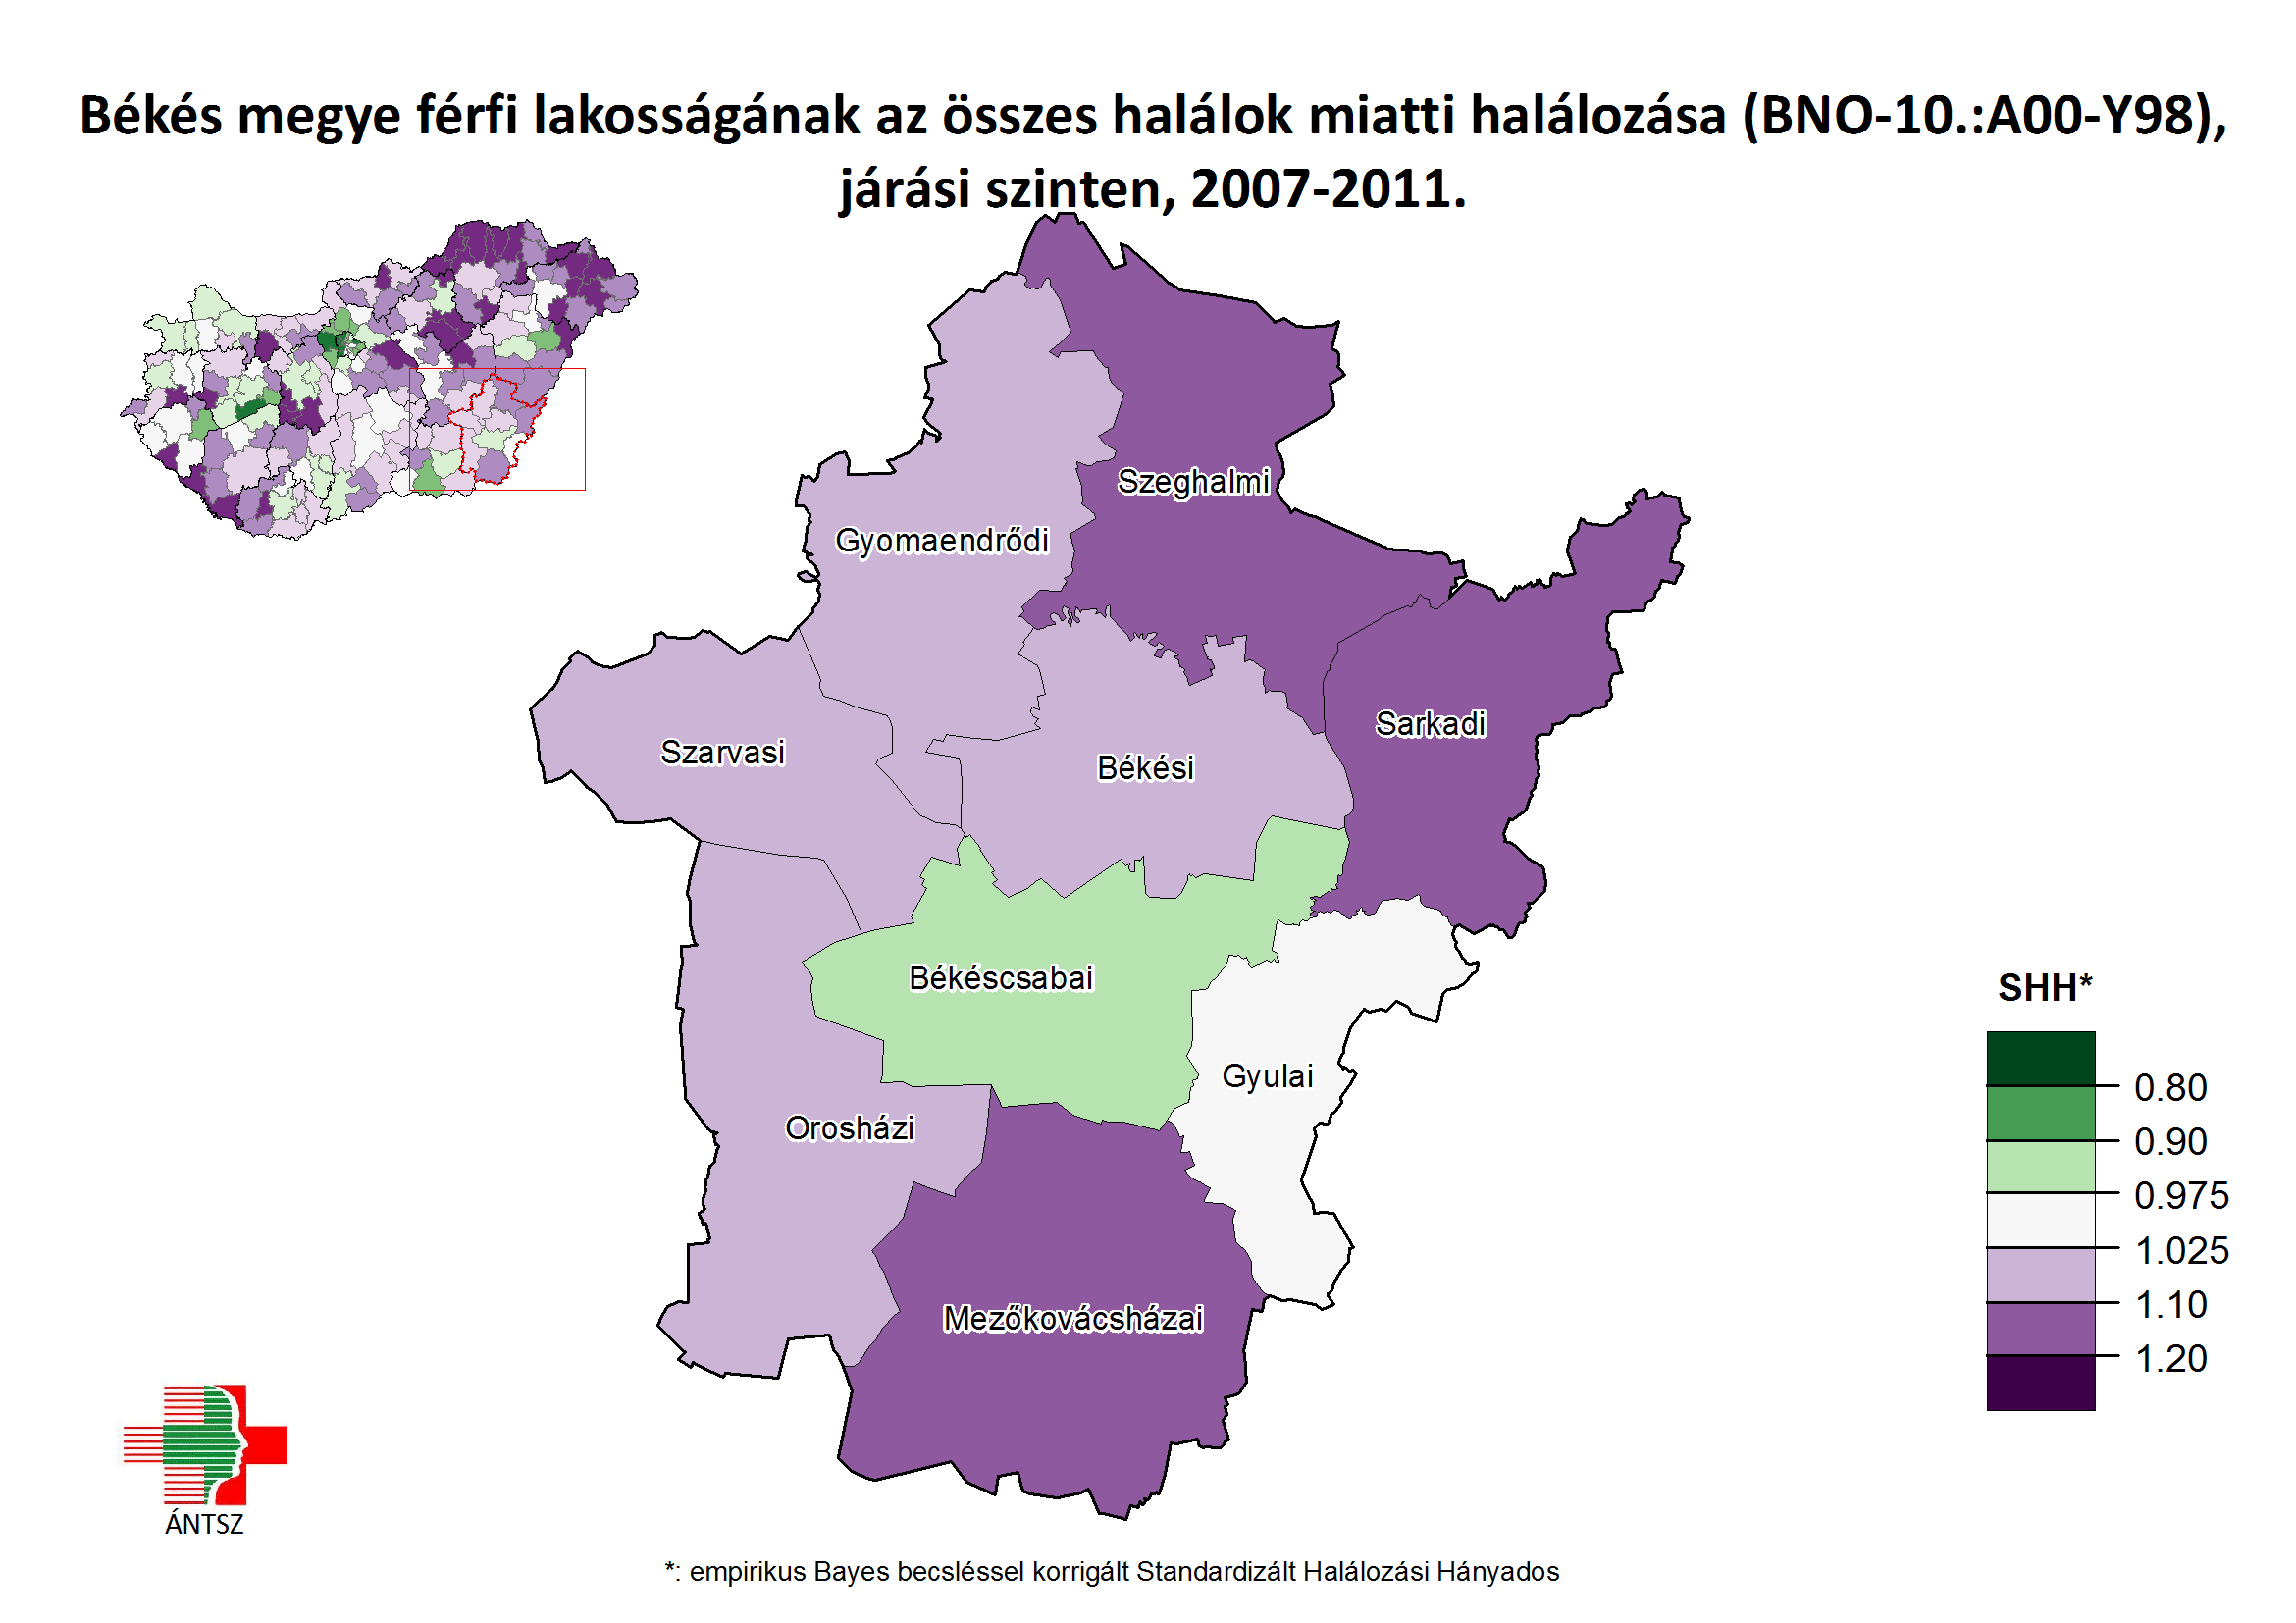 Békés megye férfi lakosságának az összes halálok miatti halálozása (BNO-10.:A00-Y98),
járási szinten, 2007-2011.
Szeghalmi
Gyomaendrődi
Sarkadi
Szarvasi
Békési
Békéscsabai
Gyulai
Orosházi
Mezőkovácsházai
SHH*
0.80
0.90
0.975
1.025
1.10
1.20
ÁNTSZ
*: empirikus Bayes becsléssel korrigált Standardizált Halálozási Hányados